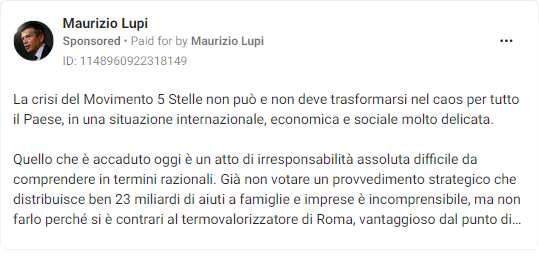 Maurizio Lupi
Sponsored • Paid for by Maurizio Lupi
ID: 1148960922318149
La crisi del Movimento 5 Stelle non può e non deve trasformarsi nel caos per tutto
il Paese, in una situazione internazionale, economica e sociale molto delicata.
Quello che è accaduto oggi è un atto di irresponsabilità assoluta difficile da
comprendere in termini razionali. Già non votare un provvedimento strategico che
distribuisce ben 23 miliardi di aiuti a famiglie e imprese è incomprensibile, ma non
farlo perché si è contrari al termovalorizzatore di Roma, vantaggioso dal punto di...